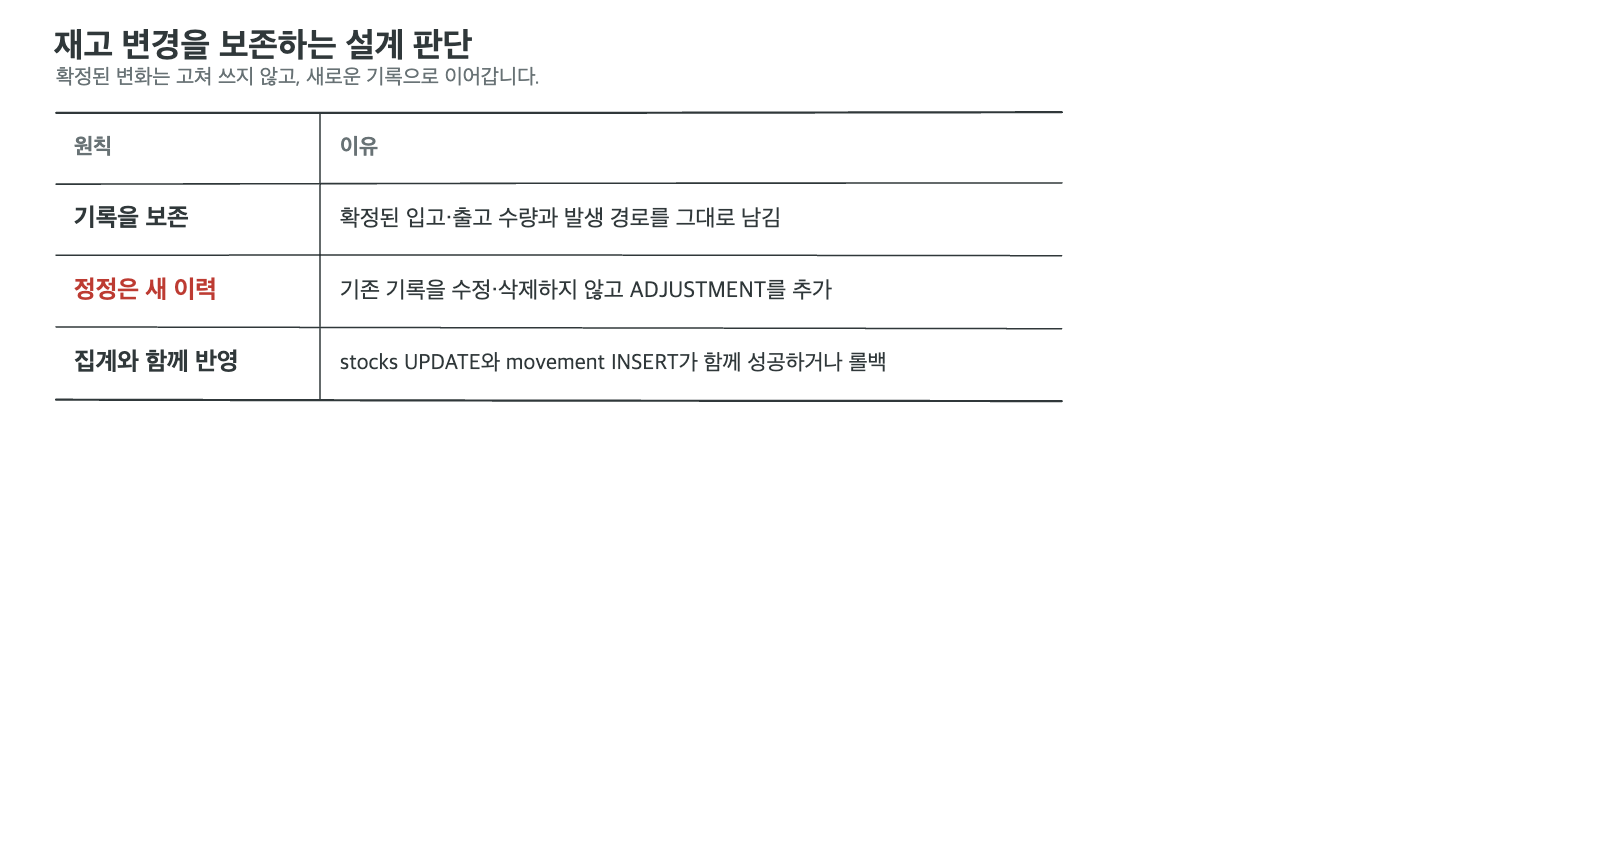 재고 변경을 보존하는 설계 판단
확정된 변화는 고쳐 쓰지 않고, 새로운 기록으로 이어갑니다.
원칙 이유
기록을 보존 확정된 입고·출고 수량과 발생 경로를 그대로 남김
정정은 새 이력 기존 기록을 수정·삭제하지 않고 ADJUSTMENT를 추가
집계와 함께 반영 stocks UPDATE와 movement INSERT가 함께 성공하거나 롤백